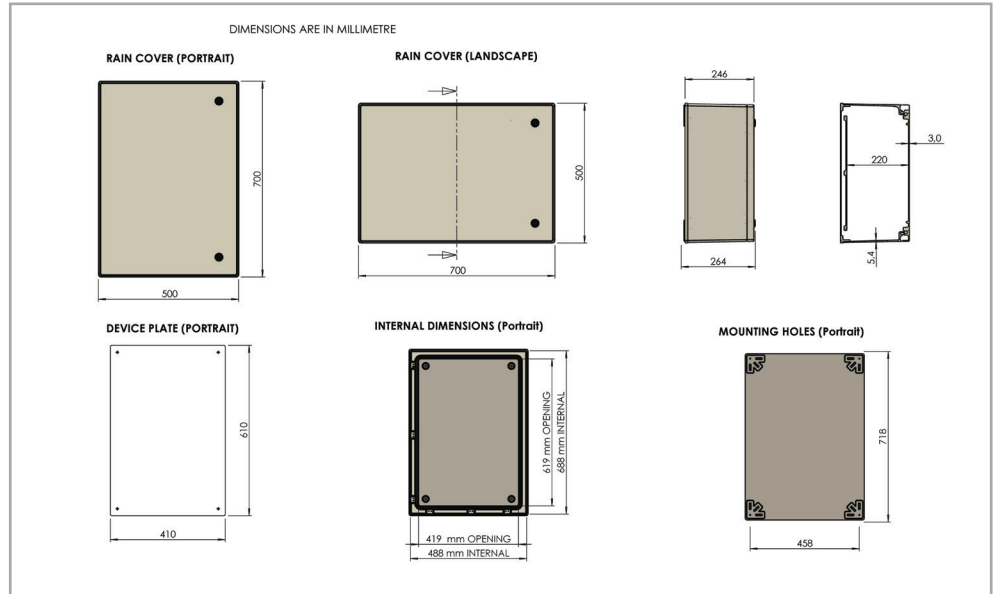 DIMENSIONS ARE IN MILLIMETRE
RAIN COVER (PORTRAIT)
RAIN COVER (LANDSCAPE)
700
500
500
700
246
264
3,0
220
5,4
DEVICE PLATE (PORTRAIT)
610
410
INTERNAL DIMENSIONS (Portrait)
619 mm OPENING
688 mm INTERNAL
419 mm OPENING
488 mm INTERNAL
MOUNTING HOLES (Portrait)
718
458